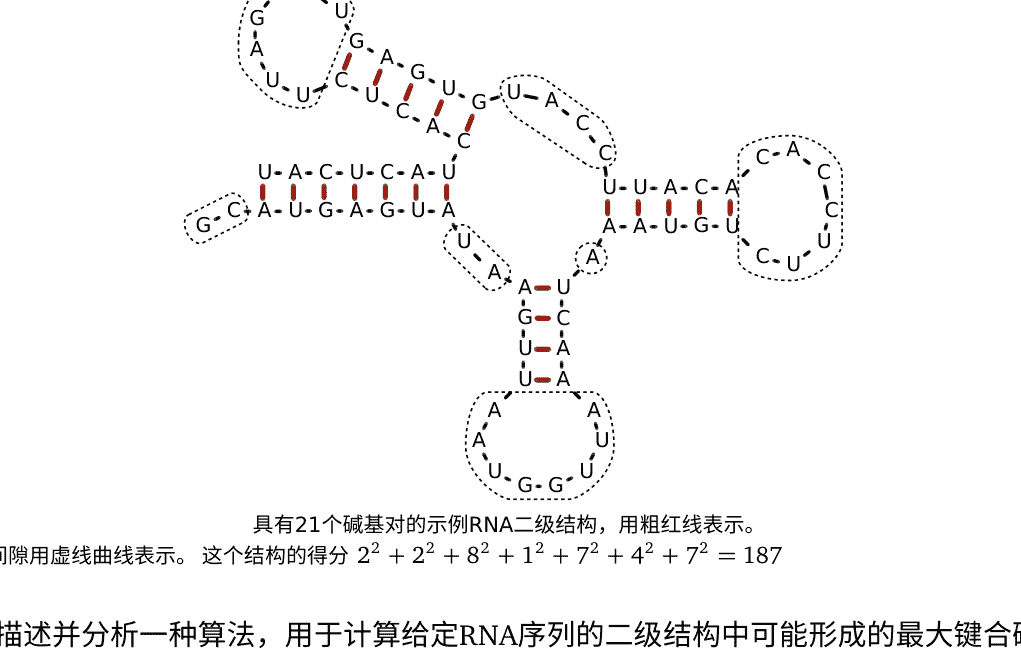 G U
G A G U G U A C C
A U U C U C A C
U A C U C A U
G C A U G A G U A
U U A C A C A C C
A A U G U C U U
U A A
A U
G C
U A
U A
A A
A U
U G G U
具有21个碱基对的示例RNA二级结构，用粗红线表示。
间隙用虚线曲线表示。 这个结构的得分 2² + 2² + 8² + 1² + 7² + 4² + 7² = 187
描述并分析一种算法，用于计算给定RNA序列的二级结构中可能形成的最大键合